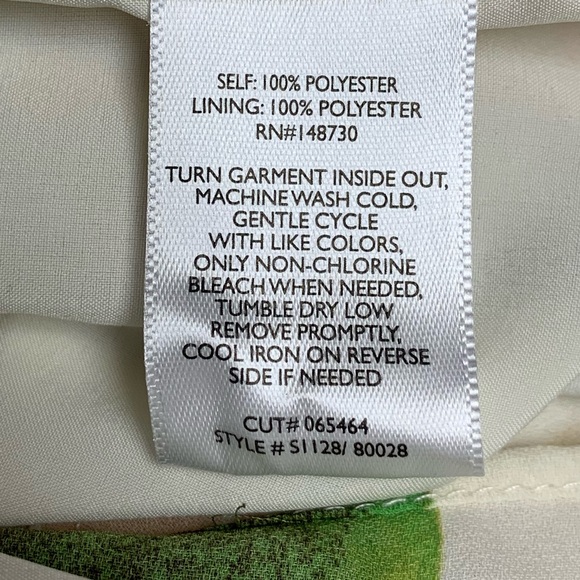 SELF: 100% POLYESTER
LINING: 100% POLYESTER
RN#148730
TURN GARMENT INSIDE OUT,
MACHINE WASH COLD,
GENTLE CYCLE
WITH LIKE COLORS,
ONLY NON-CHLORINE
BLEACH WHEN NEEDED,
TUMBLE DRY LOW
REMOVE PROMPTLY,
COOL IRON ON REVERSE
SIDE IF NEEDED
CUT# 065464
STYLE # S1128/ 80028